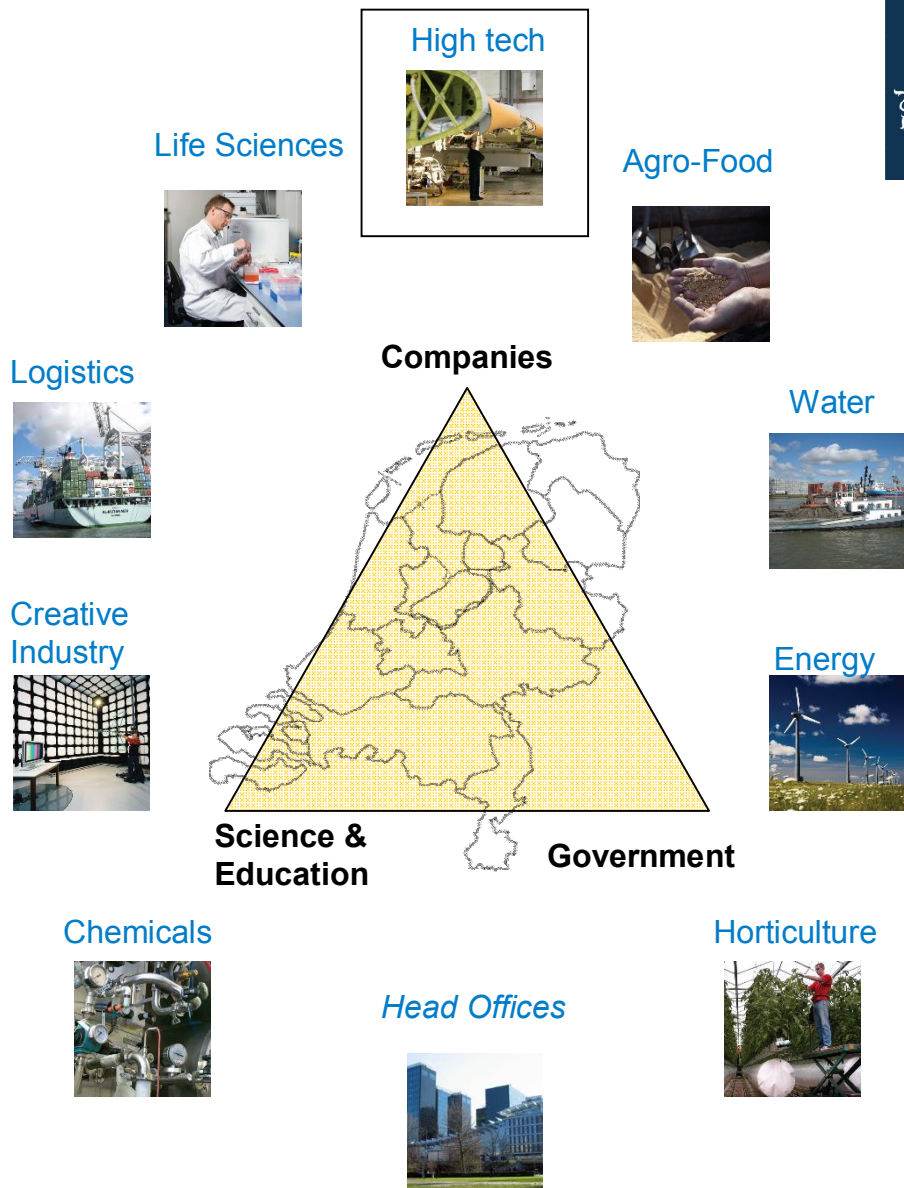 High tech
Life Sciences
Agro-Food
Companies
Logistics
Water
Creative
Industry
Energy
Science &
Education
Government
Chemicals
Horticulture
Head Offices